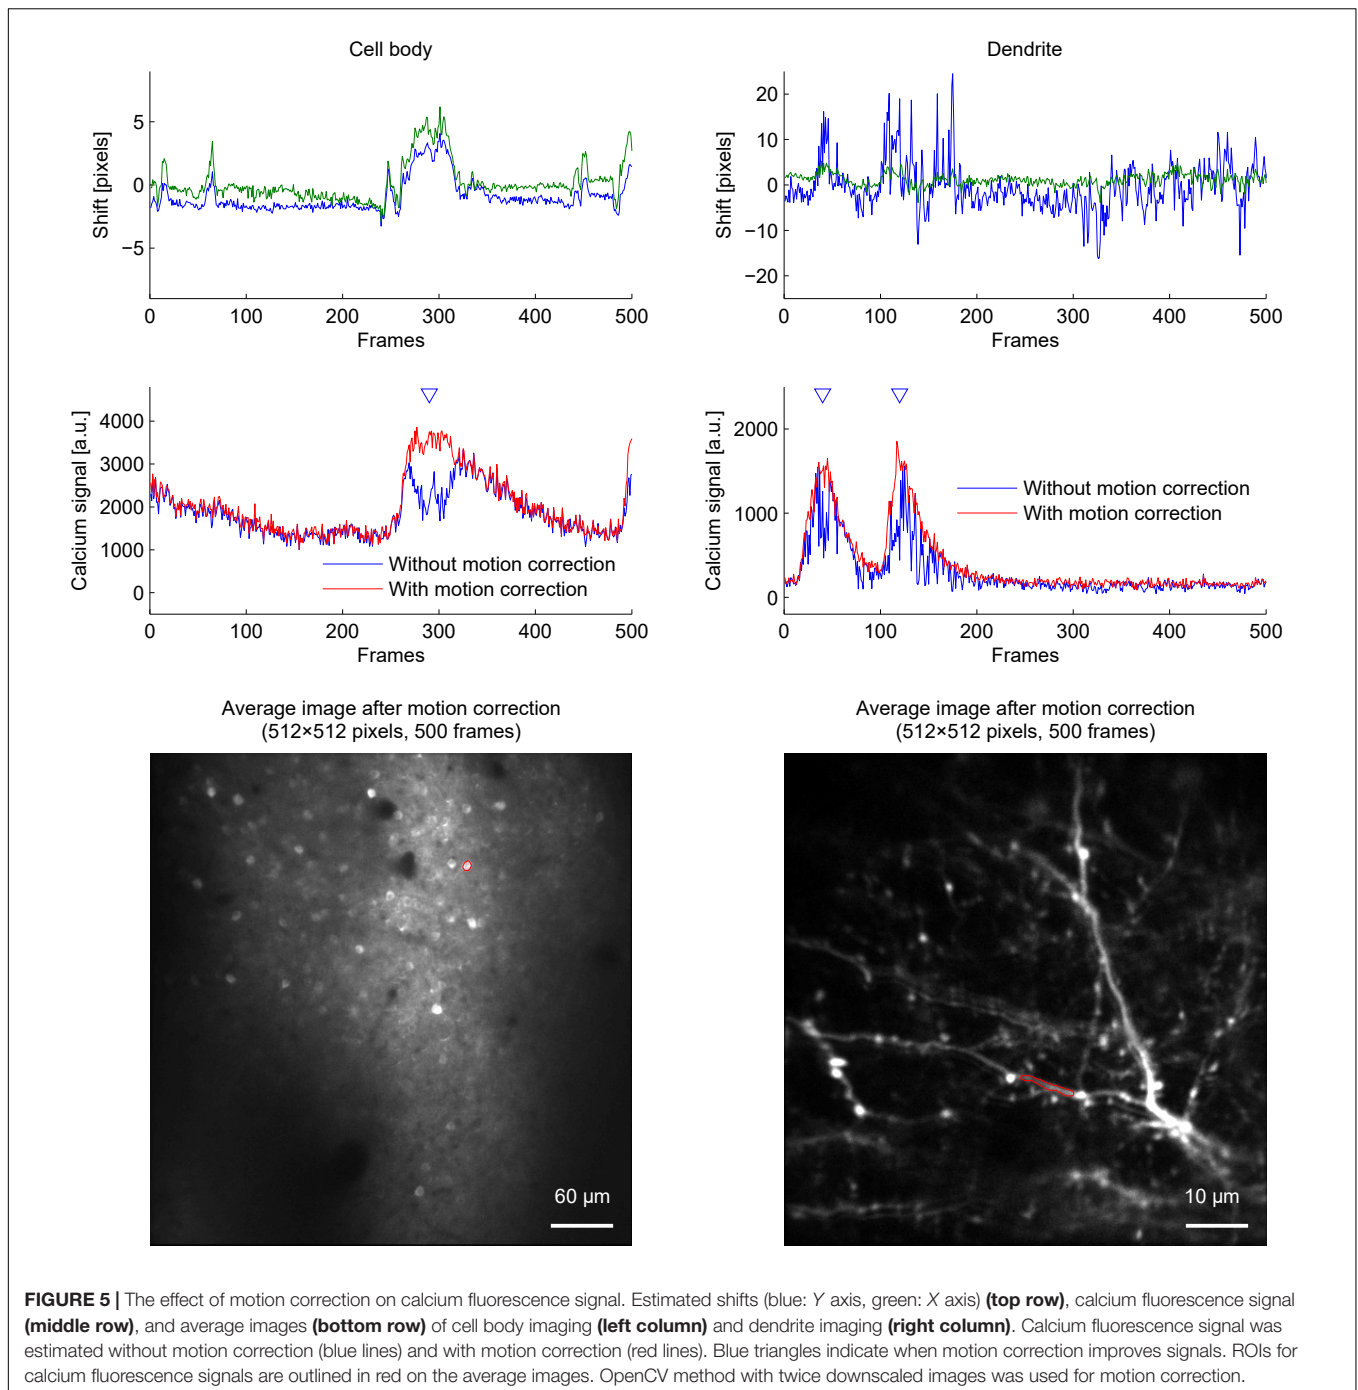 Cell body
Dendrite
Shift [pixels]
5
0
−5
0 100 200 300 400 500
Frames
Shift [pixels]
20
10
0
−10
−20
0 100 200 300 400 500
Frames
Calcium signal [a.u.]
4000
3000
2000
1000
0
Without motion correction
With motion correction
0 100 200 300 400 500
Frames
Calcium signal [a.u.]
2000
1000
0
Without motion correction
With motion correction
0 100 200 300 400 500
Frames
Average image after motion correction
(512×512 pixels, 500 frames)
60 µm
Average image after motion correction
(512×512 pixels, 500 frames)
10 µm
FIGURE 5 | The effect of motion correction on calcium fluorescence signal. Estimated shifts (blue: Y axis, green: X axis) (top row), calcium fluorescence signal
(middle row), and average images (bottom row) of cell body imaging (left column) and dendrite imaging (right column). Calcium fluorescence signal was
estimated without motion correction (blue lines) and with motion correction (red lines). Blue triangles indicate when motion correction improves signals. ROIs for
calcium fluorescence signals are outlined in red on the average images. OpenCV method with twice downscaled images was used for motion correction.